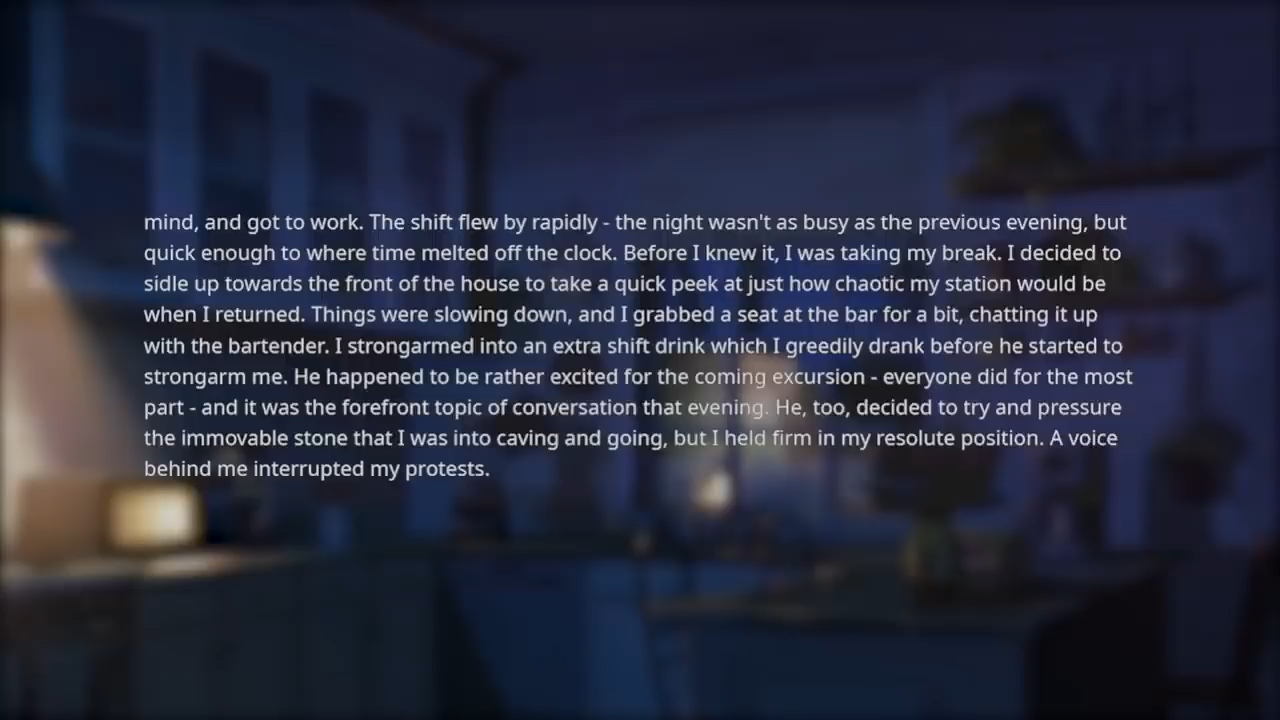 mind, and got to work. The shift flew by rapidly - the night wasn't as busy as the previous evening, but
quick enough to where time melted off the clock. Before I knew it, I was taking my break. I decided to
sidle up towards the front of the house to take a quick peek at just how chaotic my station would be
when I returned. Things were slowing down, and I grabbed a seat at the bar for a bit, chatting it up
with the bartender. I strongarmed into an extra shift drink which I greedily drank before he started to
strongarm me. He happened to be rather excited for the coming excursion - everyone did for the most
part - and it was the forefront topic of conversation that evening. He, too, decided to try and pressure
the immovable stone that I was into caving and going, but I held firm in my resolute position. A voice
behind me interrupted my protests.